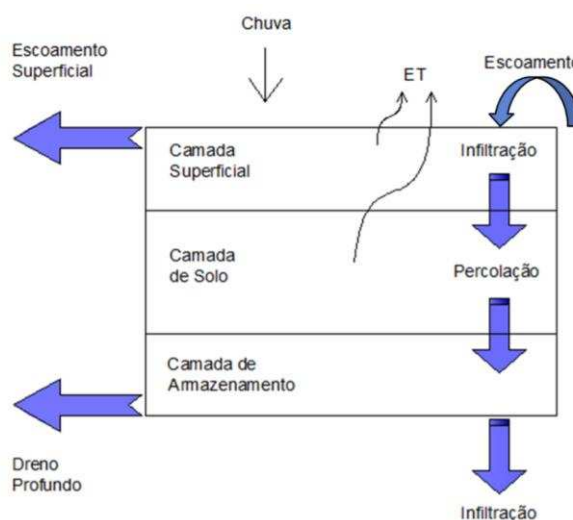 Chuva
Escoamento
Superficial
ET
Escoamento
Camada
Superficial
Infiltração
Camada
de Solo
Percolação
Camada de
Armazenamento
Dreno
Profundo
Infiltração